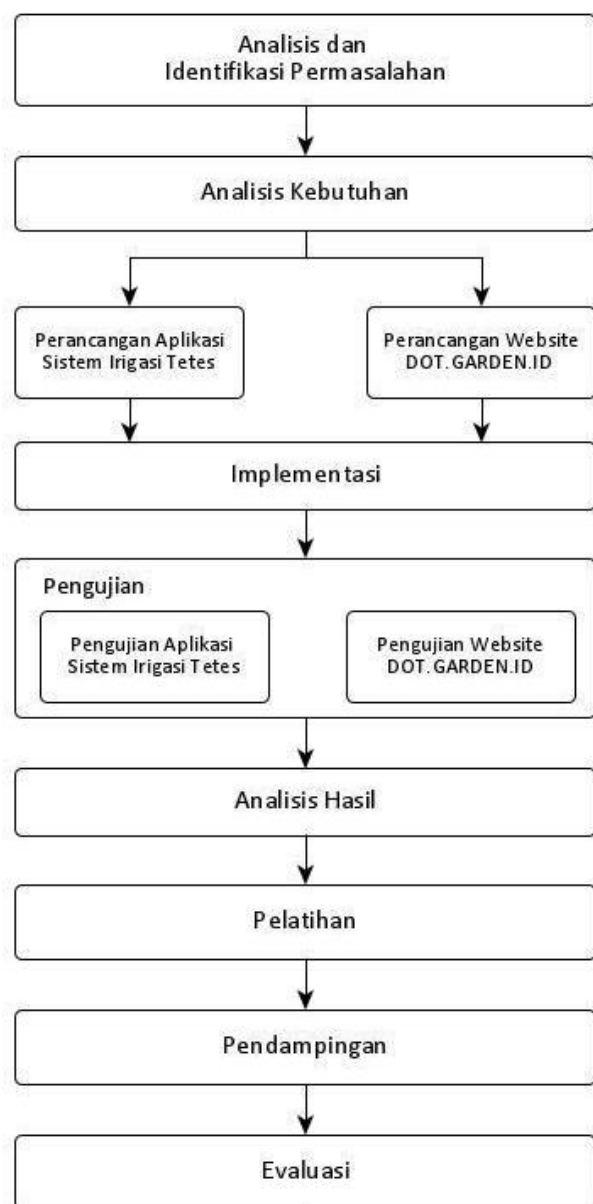 Analisis dan
Identifikasi Permasalahan
Analisis Kebutuhan
Perancangan Aplikasi
Sistem Irigasi Tetes
Perancangan Website
DOT.GARDEN.ID
Implementasi
Pengujian
Pengujian Aplikasi
Sistem Irigasi Tetes
Pengujian Website
DOT.GARDEN.ID
Analisis Hasil
Pelatihan
Pendampingan
Evaluasi